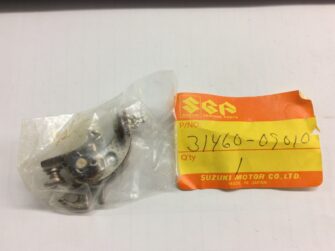 SGP
P/NO.
31460-09010
Q'ty
1
SUZUKI MOTOR CO., LTD.
MADE IN JAPAN